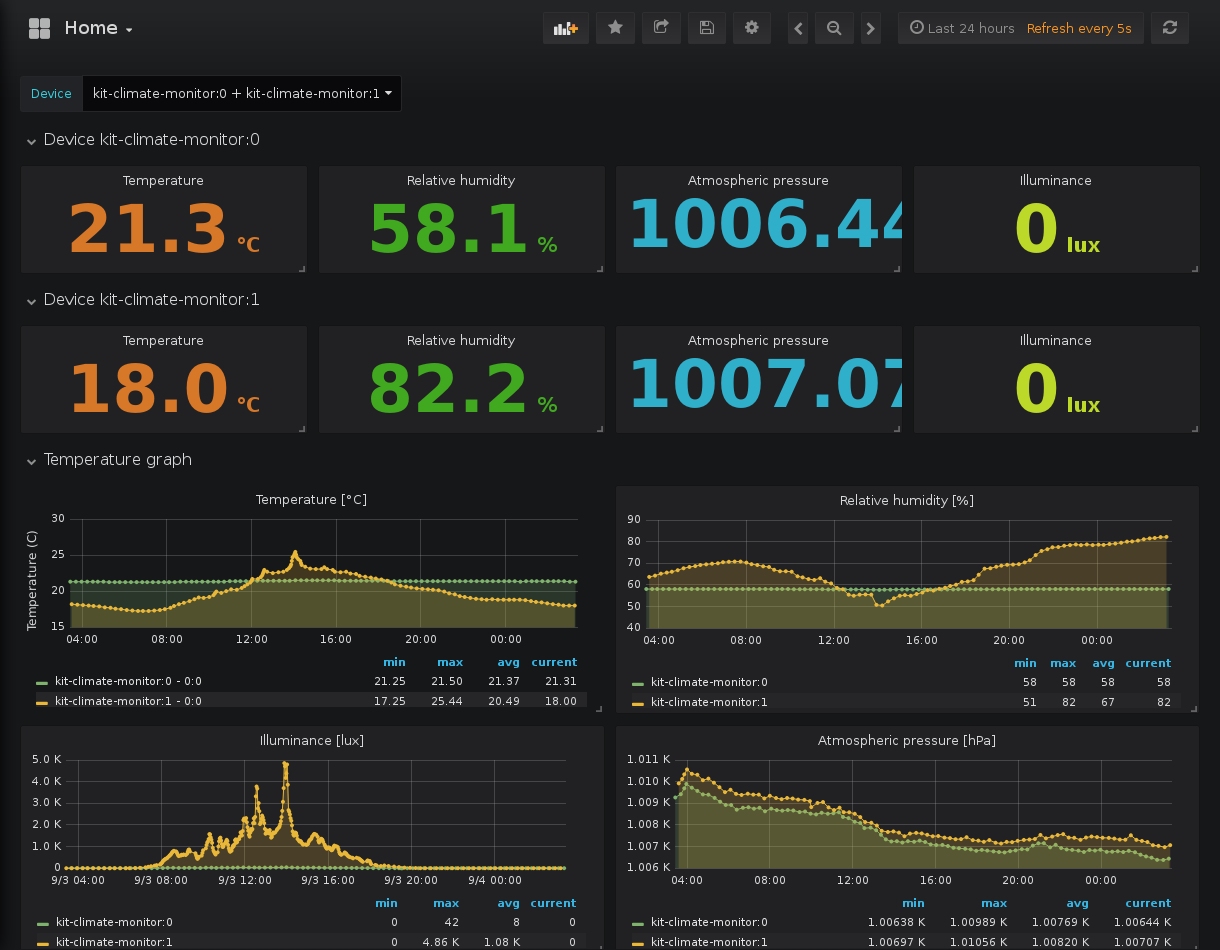 Home
Last 24 hours Refresh every 5s
Device kit-climate-monitor:0 + kit-climate-monitor:1
Device kit-climate-monitor:0
Temperature Relative humidity Atmospheric pressure Illuminance
21.3 °C 58.1 % 1006.44 0 lux
Device kit-climate-monitor:1
Temperature Relative humidity Atmospheric pressure Illuminance
18.0 °C 82.2 % 1007.07 0 lux
Temperature graph
Temperature [°C]
Temperature (C)
30
25
20
15
04:00 08:00 12:00 16:00 20:00 00:00
min max avg current
kit-climate-monitor:0 - 0:0 21.25 21.50 21.37 21.31
kit-climate-monitor:1 - 0:0 17.25 25.44 20.49 18.00
Relative humidity [%]
90
80
70
60
50
40
04:00 08:00 12:00 16:00 20:00 00:00
min max avg current
kit-climate-monitor:0 58 58 58 58
kit-climate-monitor:1 51 82 67 82
Illuminance [lux]
5.0 K
4.0 K
3.0 K
2.0 K
1.0 K
0
9/3 04:00 9/3 08:00 9/3 12:00 9/3 16:00 9/3 20:00 9/4 00:00
min max avg current
kit-climate-monitor:0 0 42 8 0
kit-climate-monitor:1 0 4.86 K 1.08 K 0
Atmospheric pressure [hPa]
1.011 K
1.010 K
1.009 K
1.008 K
1.007 K
1.006 K
04:00 08:00 12:00 16:00 20:00 00:00
min max avg current
kit-climate-monitor:0 1.00638 K 1.00989 K 1.00769 K 1.00644 K
kit-climate-monitor:1 1.00697 K 1.01056 K 1.00820 K 1.00707 K